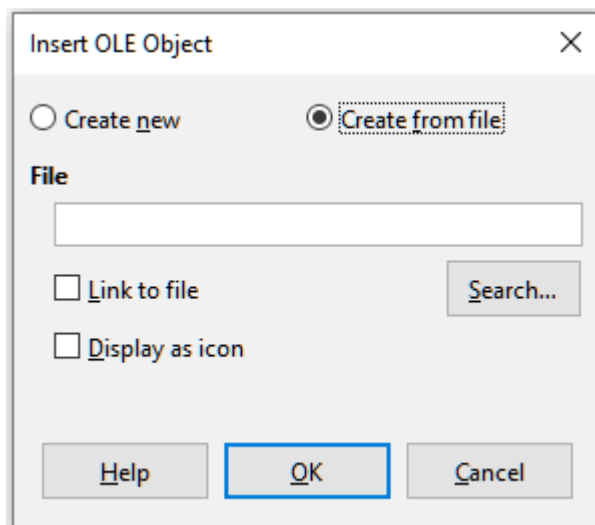 Insert OLE Object
Create new Create from file
File
Link to file Search...
Display as icon
Help OK Cancel